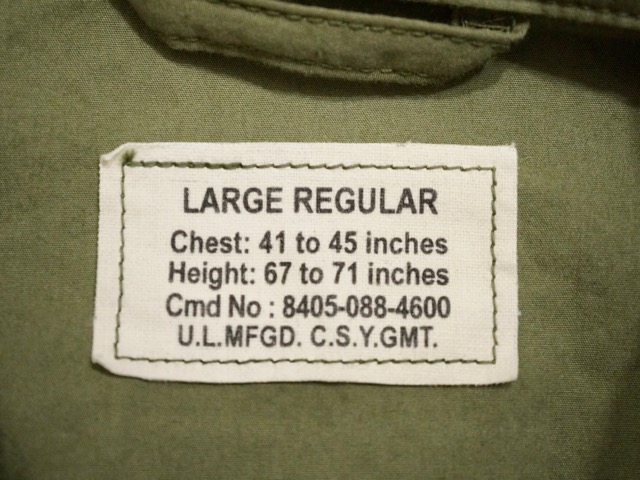 LARGE REGULAR
Chest: 41 to 45 inches
Height: 67 to 71 inches
Cmd No : 8405-088-4600
U.L.MFGD. C.S.Y.GMT.